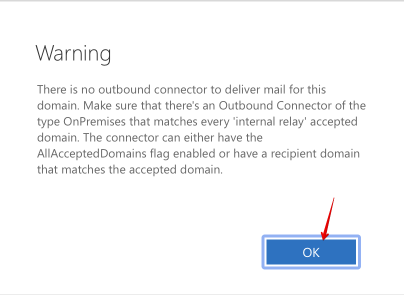 Warning
There is no outbound connector to deliver mail for this
domain. Make sure that there's an Outbound Connector of the
type OnPremises that matches every 'internal relay' accepted
domain. The connector can either have the
AllAcceptedDomains flag enabled or have a recipient domain
that matches the accepted domain.
OK